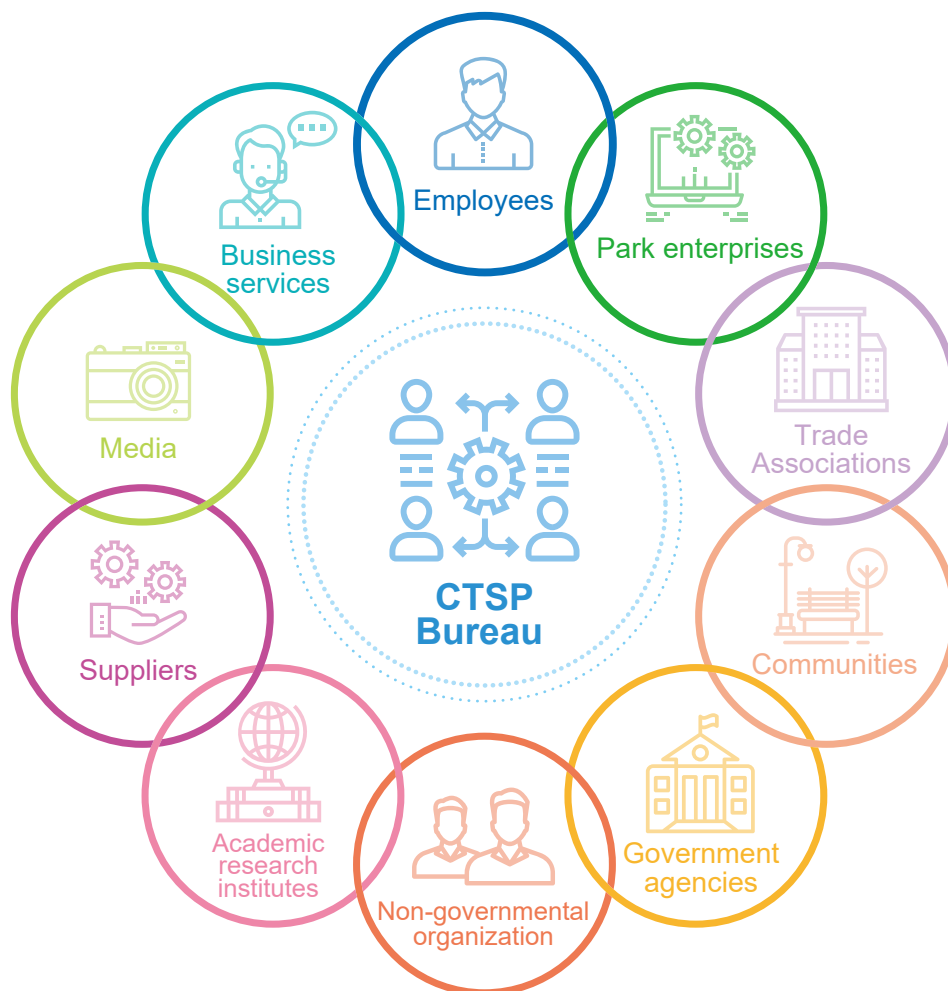 Employees
Park enterprises
Trade
Associations
Communities
Government
agencies
Non-governmental
organization
Academic
research
institutes
Suppliers
Media
Business
services
CTSP
Bureau